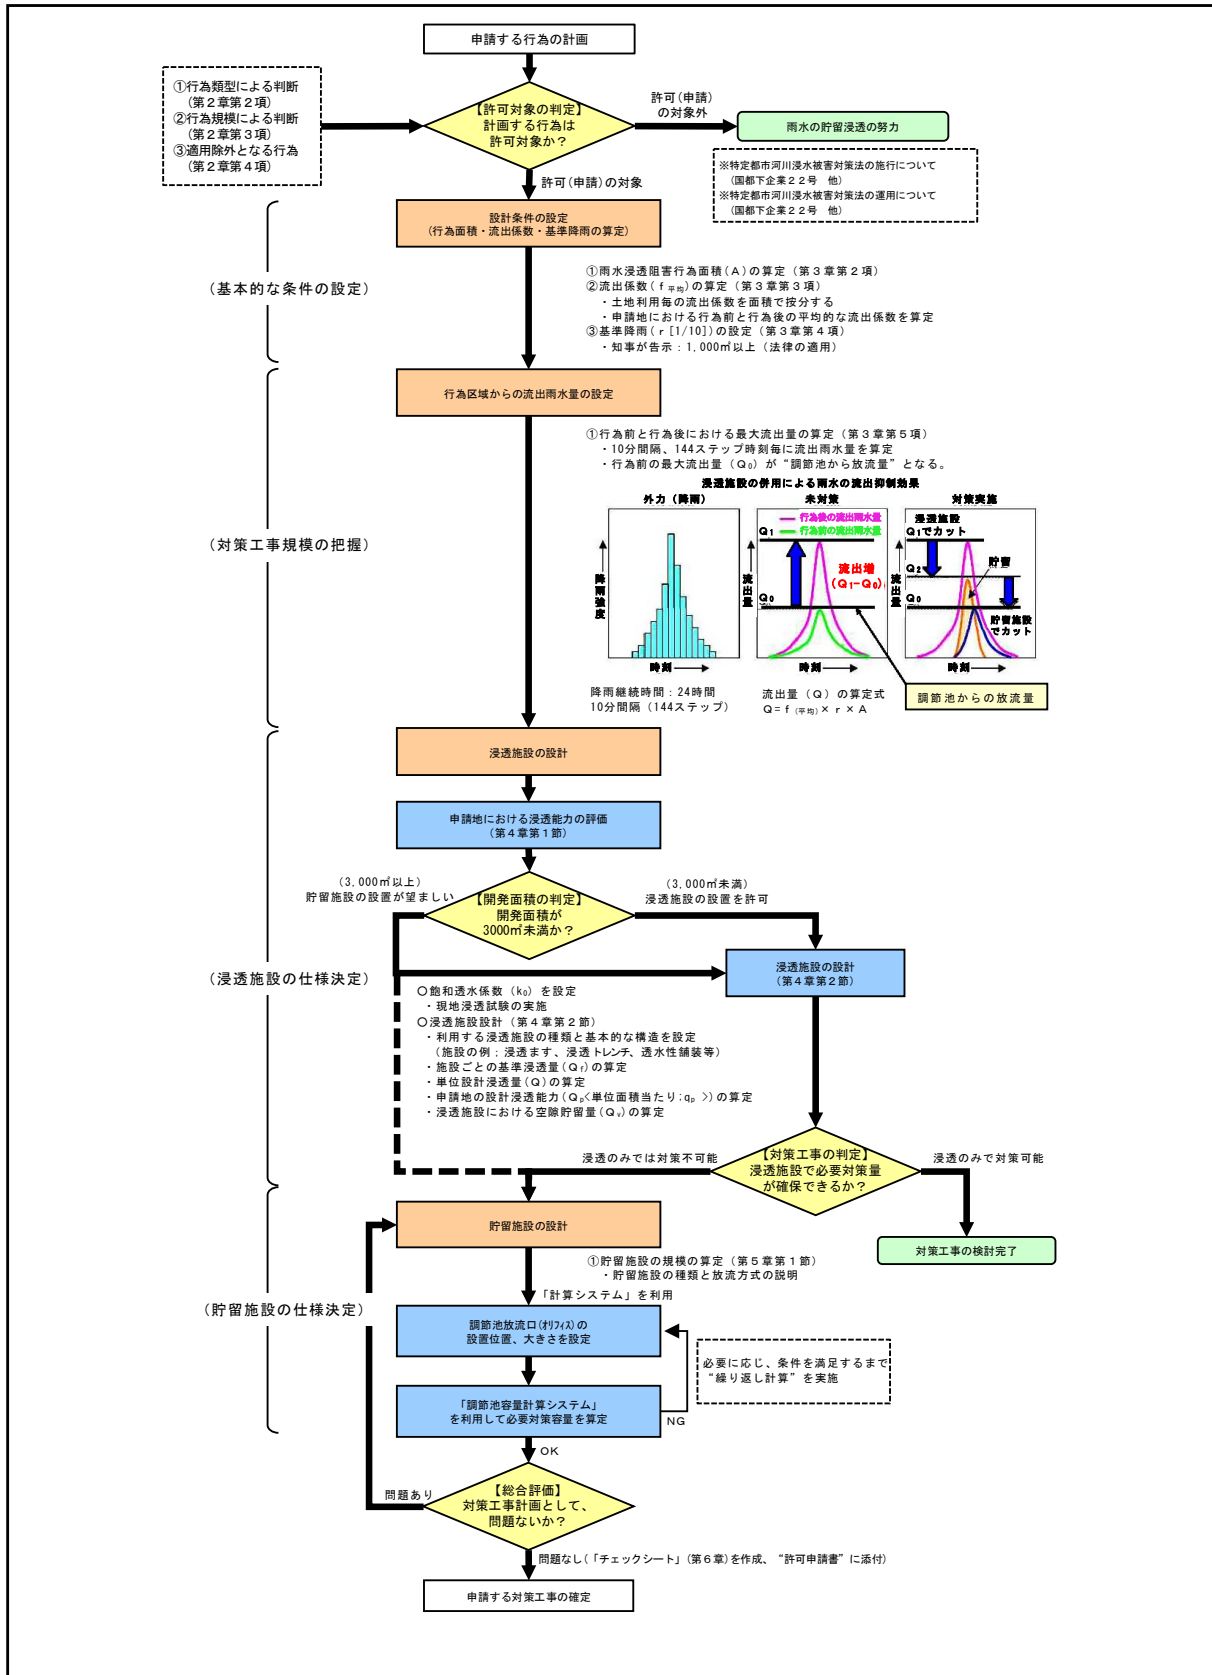 申請する行為の計画
①行為類型による判断
(第２章第２項)
②行為規模による判断
(第２章第３項)
③適用除外となる行為
(第２章第４項)
【許可対象の判定】
計画する行為は
許可対象か？
許可(申請)
の対象外
雨水の貯留浸透の努力
※特定都市河川浸水被害対策法の施行について
(国都下企業２２号　他)
※特定都市河川浸水被害対策法の運用について
(国都下企業２２号　他)
許可(申請)の対象
設計条件の設定
(行為面積・流出係数・基準降雨の算定)
(基本的な条件の設定)
①雨水浸透阻害行為面積(A)の算定（第３章第２項）
②流出係数(ｆ平均)の算定（第３章第３項）
・土地利用毎の流出係数を面積で按分する
・申請地における行為前と行為後の平均的な流出係数を算定
③基準降雨(ｒ[1/10])の設定（第３章第４項）
・知事が告示：1,000㎡以上（法律の適用）
行為区域からの流出雨水量の設定
①行為前と行為後における最大流出量の算定（第３章第５項）
・10分間隔、144ステップ時刻毎に流出雨水量を算定
・行為前の最大流出量（Q₀）が“調節池から放流量”となる。
浸透施設の併用による雨水の流出抑制効果
外力（降雨）
未対策
対策実施
行為後の流出雨水量
行為前の流出雨水量
浸透施設
でカット
Q₁
Q₁
Q₂
Q₀
Q₀
貯留
流出増
(Q₁-Q₀)
貯留施設
でカット
降雨強度
流出量
流出量
時刻
時刻
時刻
(対策工事規模の把握)
降雨継続時間：24時間
10分間隔（144ステップ）
流出量（Q）の算定式
Q＝ｆ(平均)×ｒ×A
調節池からの放流量
浸透施設の設計
申請地における浸透能力の評価
(第４章第１節)
(3,000㎡以上)
貯留施設の設置が望ましい
【開発面積の判定】
開発面積が
3000㎡未満か？
(3,000㎡未満)
浸透施設の設置を許可
浸透施設の設計
(第４章第２節)
(浸透施設の仕様決定)
○飽和透水係数（k₀）を設定
・現地浸透試験の実施
○浸透施設設計（第４章第２節）
・利用する浸透施設の種類と基本的な構造を設定
（施設の例：浸透ます、浸透トレンチ、透水性舗装等）
・施設ごとの基準浸透量(Qf)の算定
・単位設計浸透量(Q)の算定
・申請地の設計浸透能力(Qp<単位面積当たり;qp >)の算定
・浸透施設における空隙貯留量(Qv)の算定
浸透のみでは対策不可能
【対策工事の判定】
浸透施設で必要対策量
が確保できるか？
浸透のみで対策可能
対策工事の検討完了
貯留施設の設計
①貯留施設の規模の算定（第５章第１節）
・貯留施設の種類と放流方式の説明
「計算システム」を利用
(貯留施設の仕様決定)
調節池放流口(オリフィス)の
設置位置、大きさを設定
必要に応じ、条件を満足するまで
“繰り返し計算”を実施
「調節池容量計算システム」
を利用して必要対策容量を算定
NG
OK
問題あり
【総合評価】
対策工事計画として、
問題ないか？
問題なし(「チェックシート」(第６章)を作成、“許可申請書”に添付)
申請する対策工事の確定